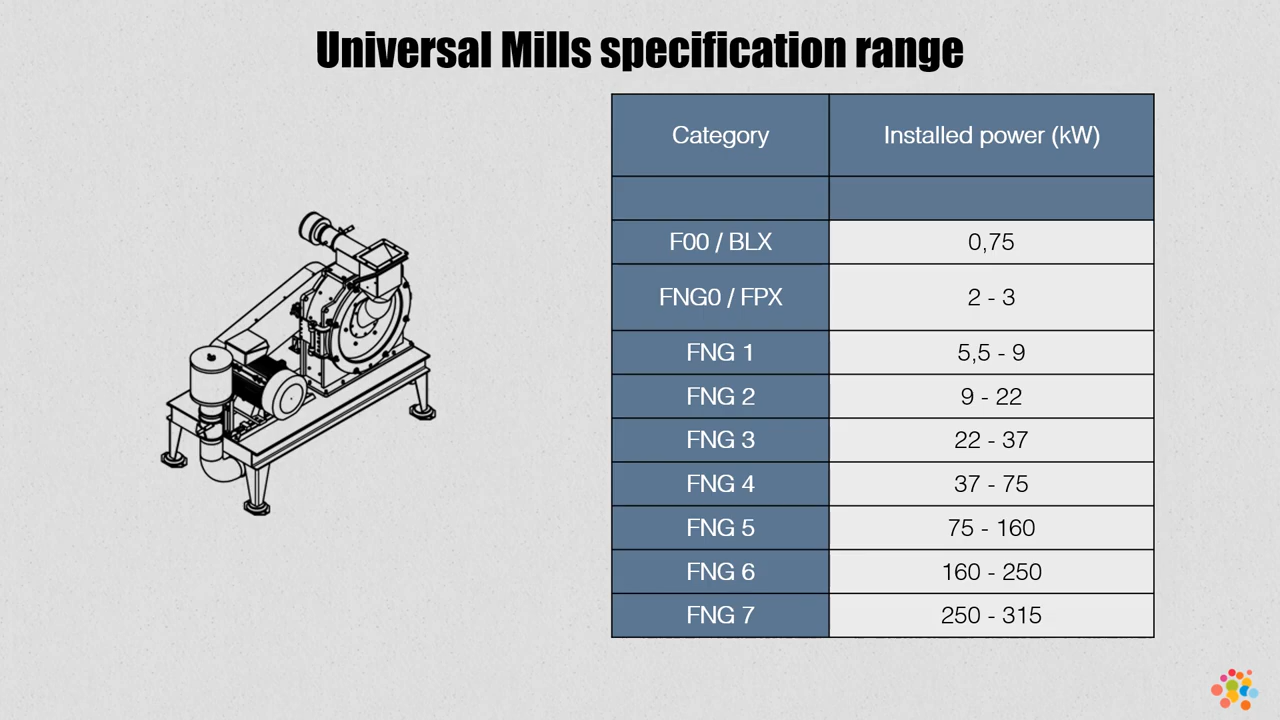 Universal Mills specification range
Category Installed power (kW)
F00 / BLX 0,75
FNG0 / FPX 2 - 3
FNG 1 5,5 - 9
FNG 2 9 - 22
FNG 3 22 - 37
FNG 4 37 - 75
FNG 5 75 - 160
FNG 6 160 - 250
FNG 7 250 - 315